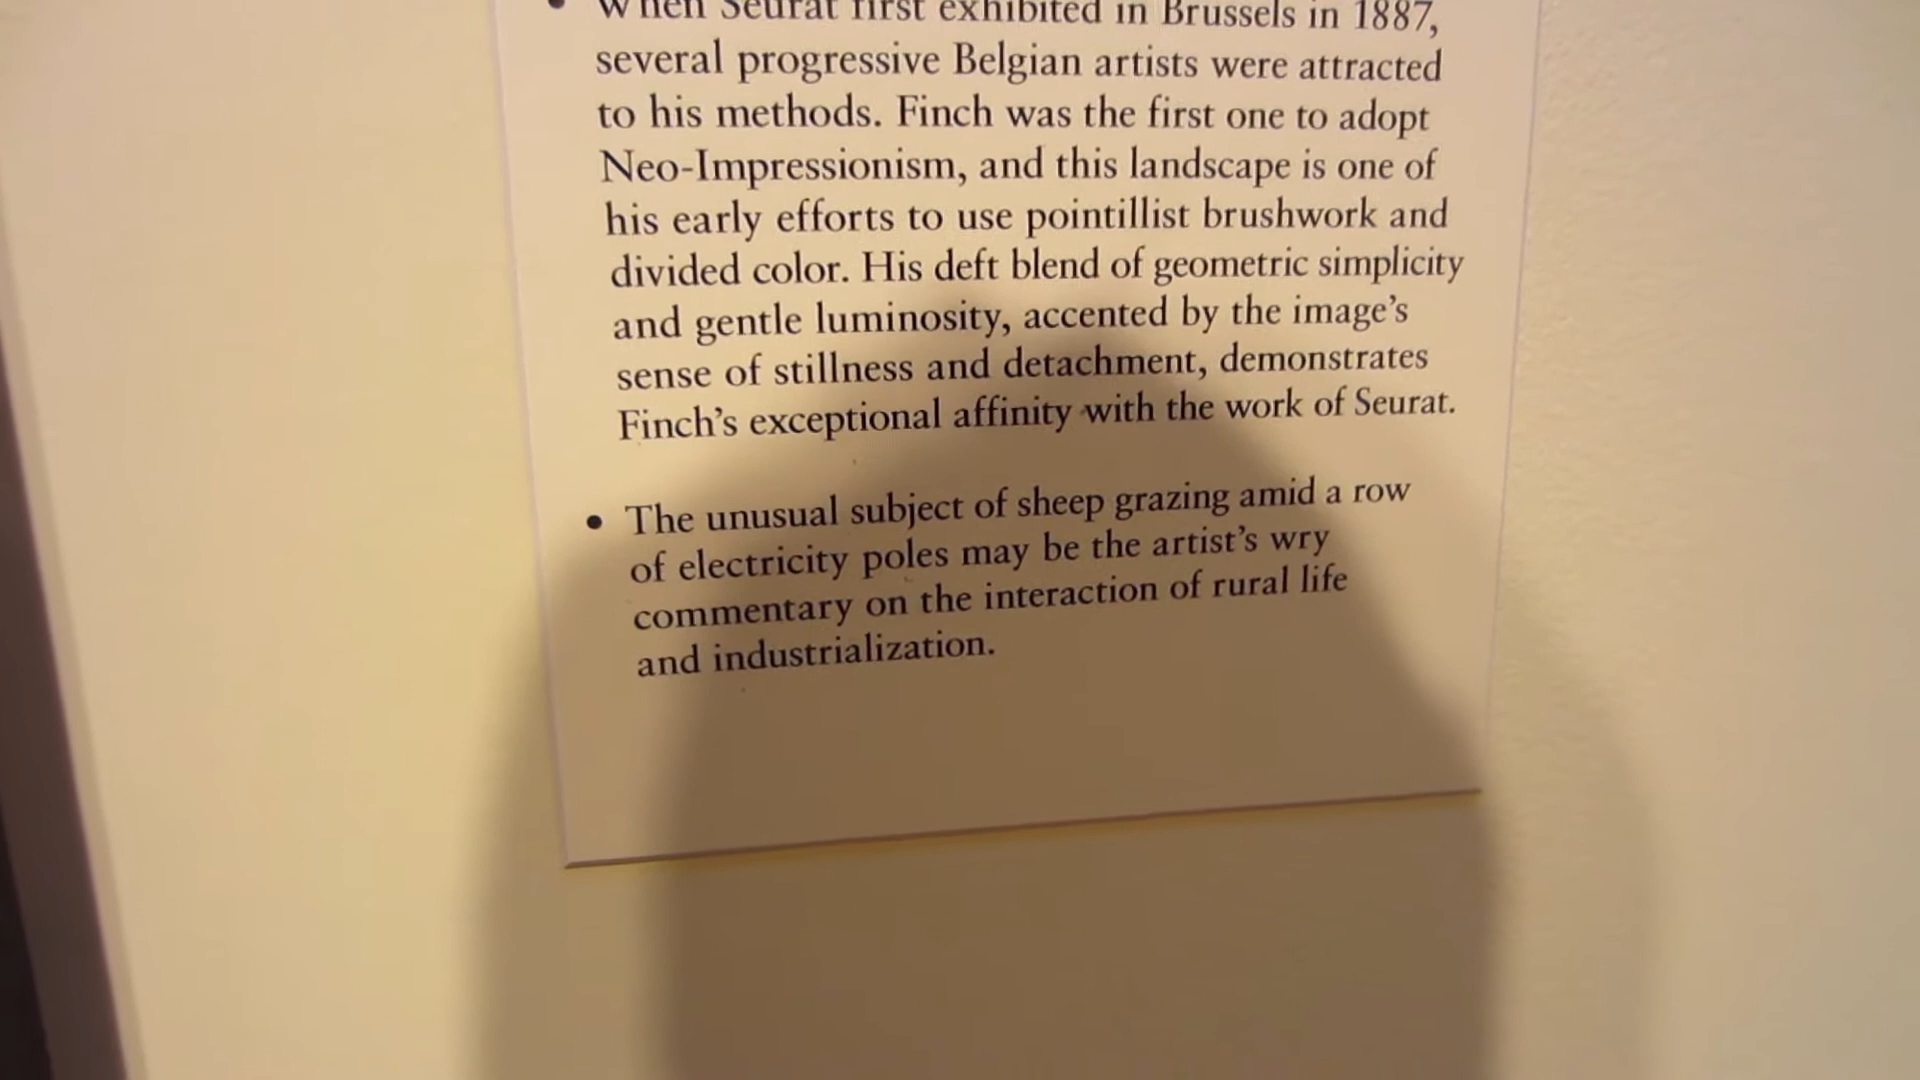 • When Seurat first exhibited in Brussels in 1887,
several progressive Belgian artists were attracted
to his methods. Finch was the first one to adopt
Neo-Impressionism, and this landscape is one of
his early efforts to use pointillist brushwork and
divided color. His deft blend of geometric simplicity
and gentle luminosity, accented by the image’s
sense of stillness and detachment, demonstrates
Finch’s exceptional affinity with the work of Seurat.
• The unusual subject of sheep grazing amid a row
of electricity poles may be the artist’s wry
commentary on the interaction of rural life
and industrialization.